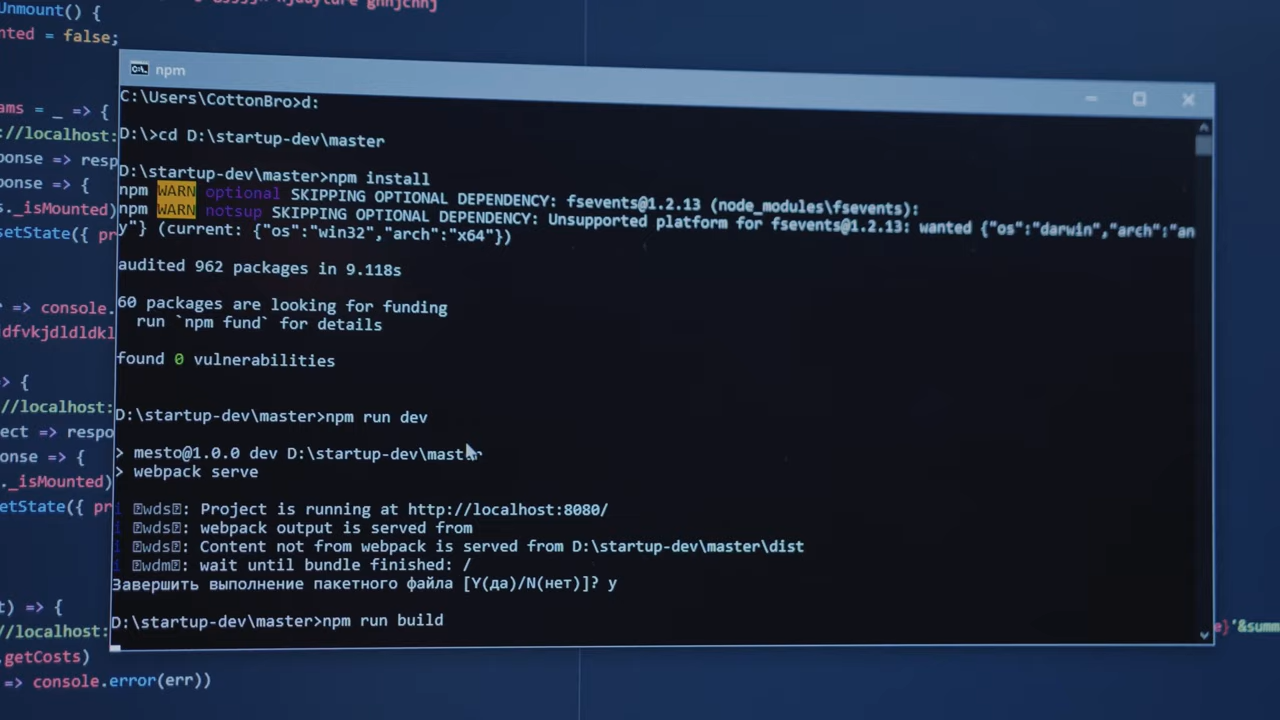 Unmount() {
nted = false;
ams = _ => {
://localhost:
ponse => resp
ponse => {
s._isMounted)
setState({ pr
=> console.
ldfvkjdldldkl
=> {
//localhost:
ect => respo
onse => {
._isMounted)
etState({ pr
t) => {
//localhost:
.getCosts)
=> console.error(err))
npm
C:\Users\CottonBro>d:
D:\>cd D:\startup-dev\master
D:\startup-dev\master>npm install
npm WARN optional SKIPPING OPTIONAL DEPENDENCY: fsevents@1.2.13 (node_modules\fsevents):
npm WARN notsup SKIPPING OPTIONAL DEPENDENCY: Unsupported platform for fsevents@1.2.13: wanted {"os":"darwin","arch":"an
y"} (current: {"os":"win32","arch":"x64"})
audited 962 packages in 9.118s
60 packages are looking for funding
run `npm fund` for details
found 0 vulnerabilities
D:\startup-dev\master>npm run dev
> mesto@1.0.0 dev D:\startup-dev\master
> webpack serve
i ⍰wds⍰: Project is running at http://localhost:8080/
i ⍰wds⍰: webpack output is served from
i ⍰wds⍰: Content not from webpack is served from D:\startup-dev\master\dist
i ⍰wdm⍰: wait until bundle finished: /
Завершить выполнение пакетного файла [Y(да)/N(нет)]? y
D:\startup-dev\master>npm run build
e}'&summ